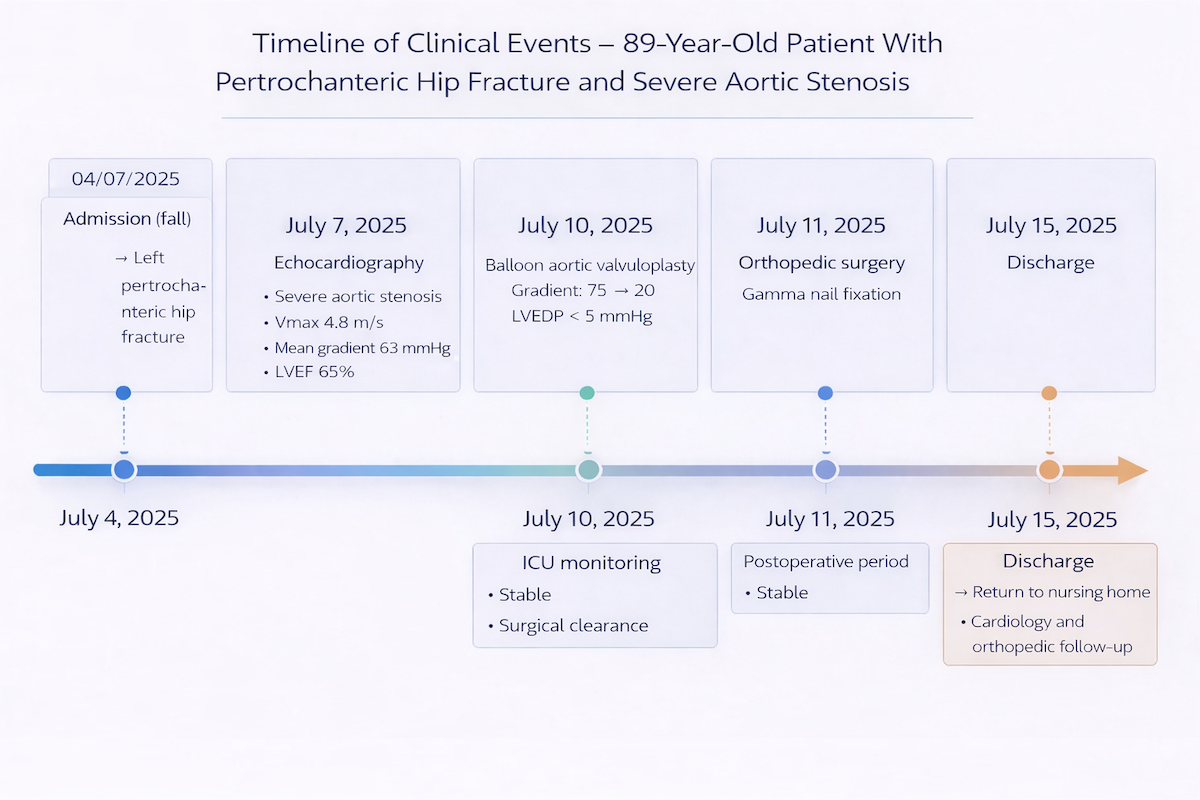 Timeline of Clinical Events – 89-Year-Old Patient With
Pertrochanteric Hip Fracture and Severe Aortic Stenosis
04/07/2025
Admission (fall)
→ Left
pertrocha-
nteric hip
fracture
July 7, 2025
Echocardiography
• Severe aortic stenosis
• Vmax 4.8 m/s
• Mean gradient 63 mmHg
• LVEF 65%
July 10, 2025
Balloon aortic valvuloplasty
Gradient: 75 → 20
LVEDP < 5 mmHg
July 11, 2025
Orthopedic surgery
Gamma nail fixation
July 15, 2025
Discharge
July 4, 2025
July 10, 2025
ICU monitoring
• Stable
• Surgical clearance
July 11, 2025
Postoperative period
• Stable
July 15, 2025
Discharge
→ Return to nursing home
• Cardiology and
orthopedic follow-up